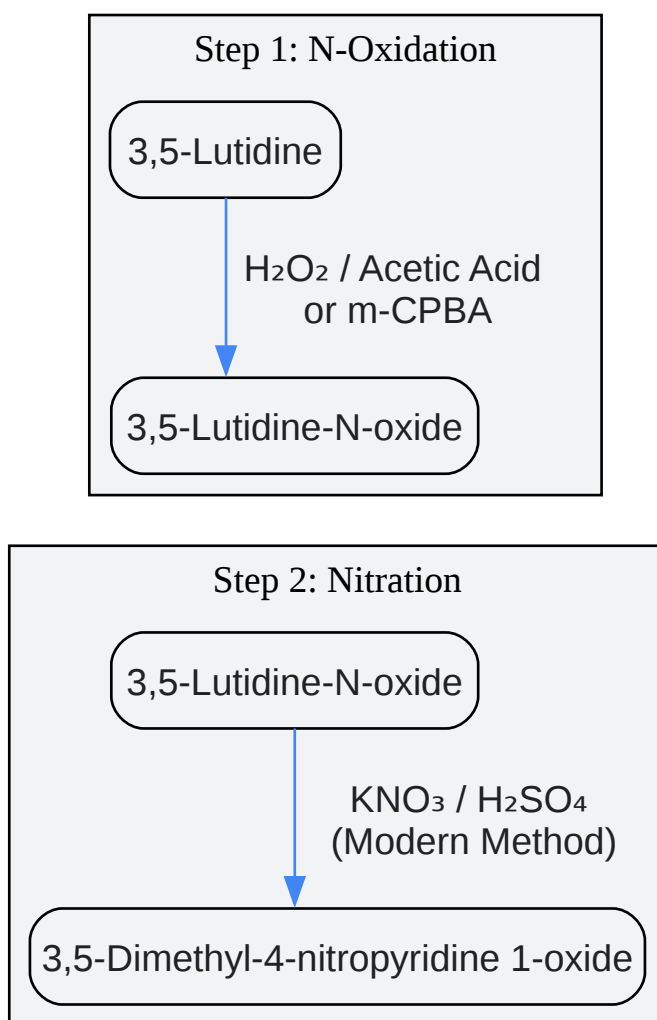 Step 1: N-Oxidation
3,5-Lutidine
H₂O₂ / Acetic Acid
or m-CPBA
3,5-Lutidine-N-oxide
Step 2: Nitration
3,5-Lutidine-N-oxide
KNO₃ / H₂SO₄
(Modern Method)
3,5-Dimethyl-4-nitropyridine 1-oxide